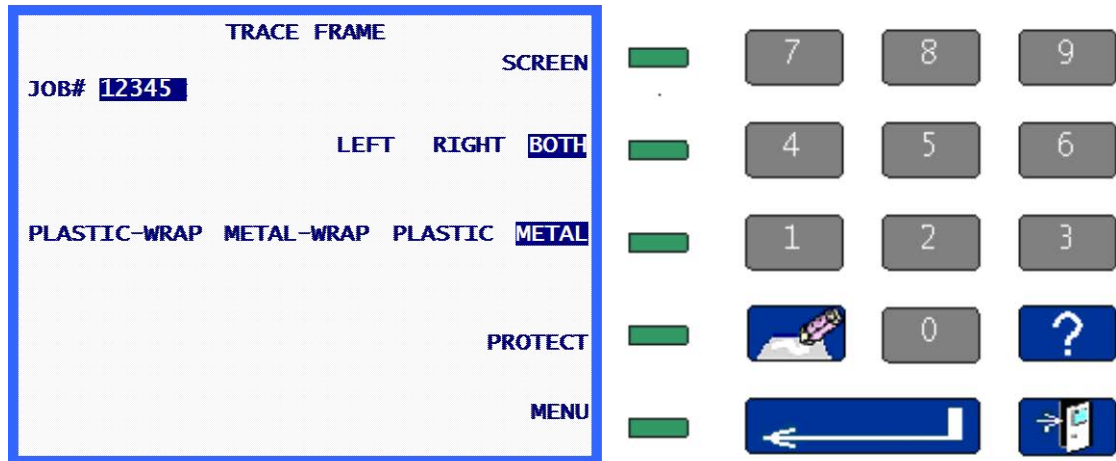 TRACE FRAME
SCREEN
JOB# 12345
LEFT RIGHT BOTH
PLASTIC-WRAP METAL-WRAP PLASTIC METAL
PROTECT
MENU
7 8 9
4 5 6
1 2 3
0 ?